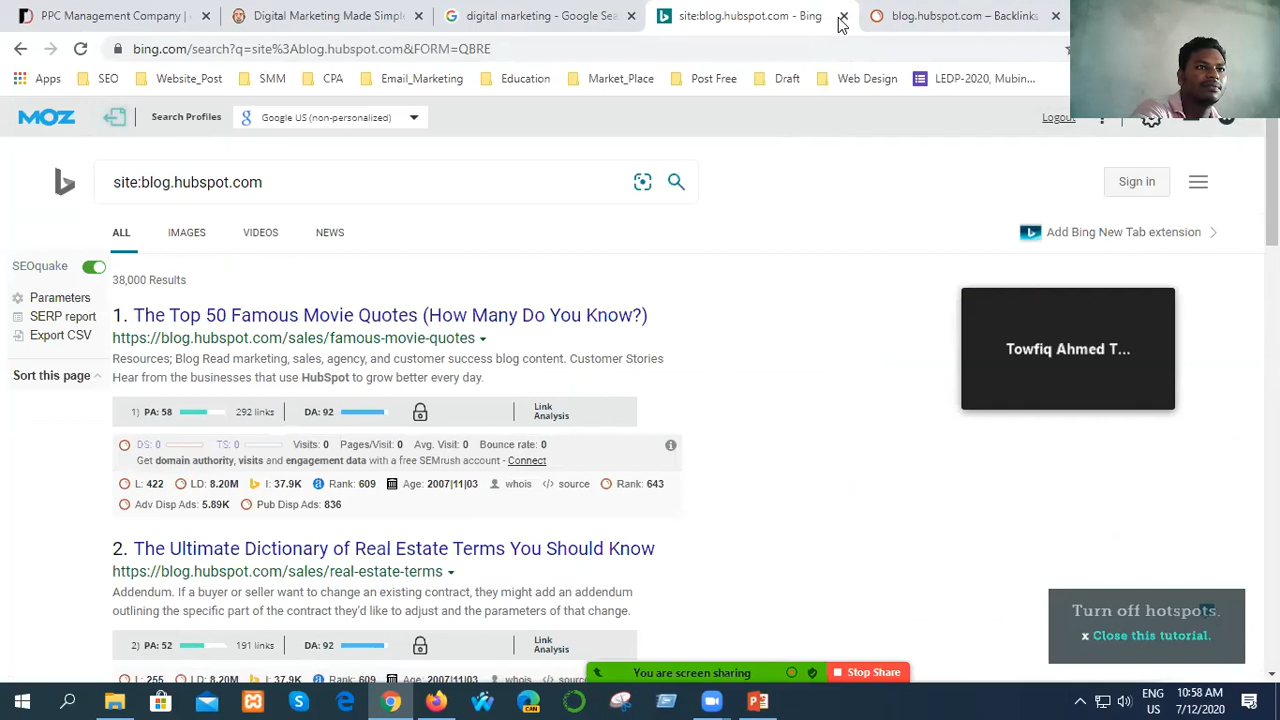 PPC Management Company |
Digital Marketing Made Sim
digital marketing - Google Sea
site:blog.hubspot.com - Bing
blog.hubspot.com – Backlinks
bing.com/search?q=site%3Ablog.hubspot.com&FORM=QBRE
Apps
SEO
Website_Post
SMM
CPA
Email_Marketing
Education
Market_Place
Post Free
Draft
Web Design
LEDP-2020, Mubin...
MOZ
Search Profiles
Google US (non-personalized)
Logout
site:blog.hubspot.com
Sign in
ALL
IMAGES
VIDEOS
NEWS
Add Bing New Tab extension
SEOquake
Parameters
SERP report
Export CSV
Sort this page
38,000 Results
1. The Top 50 Famous Movie Quotes (How Many Do You Know?)
https://blog.hubspot.com/sales/famous-movie-quotes
Resources; Blog Read marketing, sales, agency, and customer success blog content. Customer Stories
Hear from the businesses that use HubSpot to grow better every day.
1) PA: 58 292 links DA: 92 Link Analysis
DS: 0 TS: 0 Visits: 0 Pages/Visit: 0 Avg. Visit: 0 Bounce rate: 0
Get domain authority, visits and engagement data with a free SEMrush account - Connect
L: 422 LD: 8.20M I: 37.9K Rank: 609 Age: 2007|11|03 whois </> source Rank: 643
Adv Disp Ads: 5.89K Pub Disp Ads: 836
Towfiq Ahmed T...
2. The Ultimate Dictionary of Real Estate Terms You Should Know
https://blog.hubspot.com/sales/real-estate-terms
Addendum. If a buyer or seller want to change an existing contract, they might add an addendum
outlining the specific part of the contract they'd like to adjust and the parameters of that change.
2) PA: 52 191 links DA: 92 Link Analysis
Turn off hotspots.
x Close this tutorial.
You are screen sharing
Stop Share
CAN
ENG
US
10:58 AM
7/12/2020